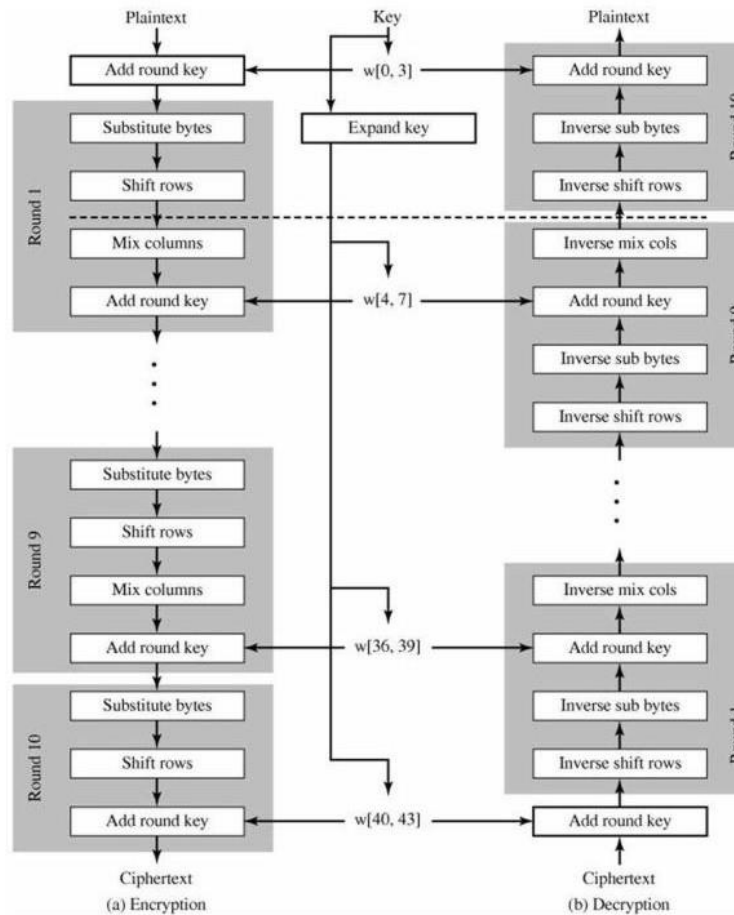 Plaintext
Key
Plaintext
Add round key
w[0, 3]
Add round key
Substitute bytes
Expand key
Inverse sub bytes
Shift rows
Inverse shift rows
Round 1
Mix columns
Inverse mix cols
Add round key
w[4, 7]
Add round key
Inverse sub bytes
Inverse shift rows
Substitute bytes
Shift rows
Round 9
Mix columns
Inverse mix cols
Add round key
w[36, 39]
Add round key
Substitute bytes
Inverse sub bytes
Round 10
Shift rows
Inverse shift rows
Add round key
w[40, 43]
Add round key
Ciphertext
Ciphertext
(a) Encryption
(b) Decryption